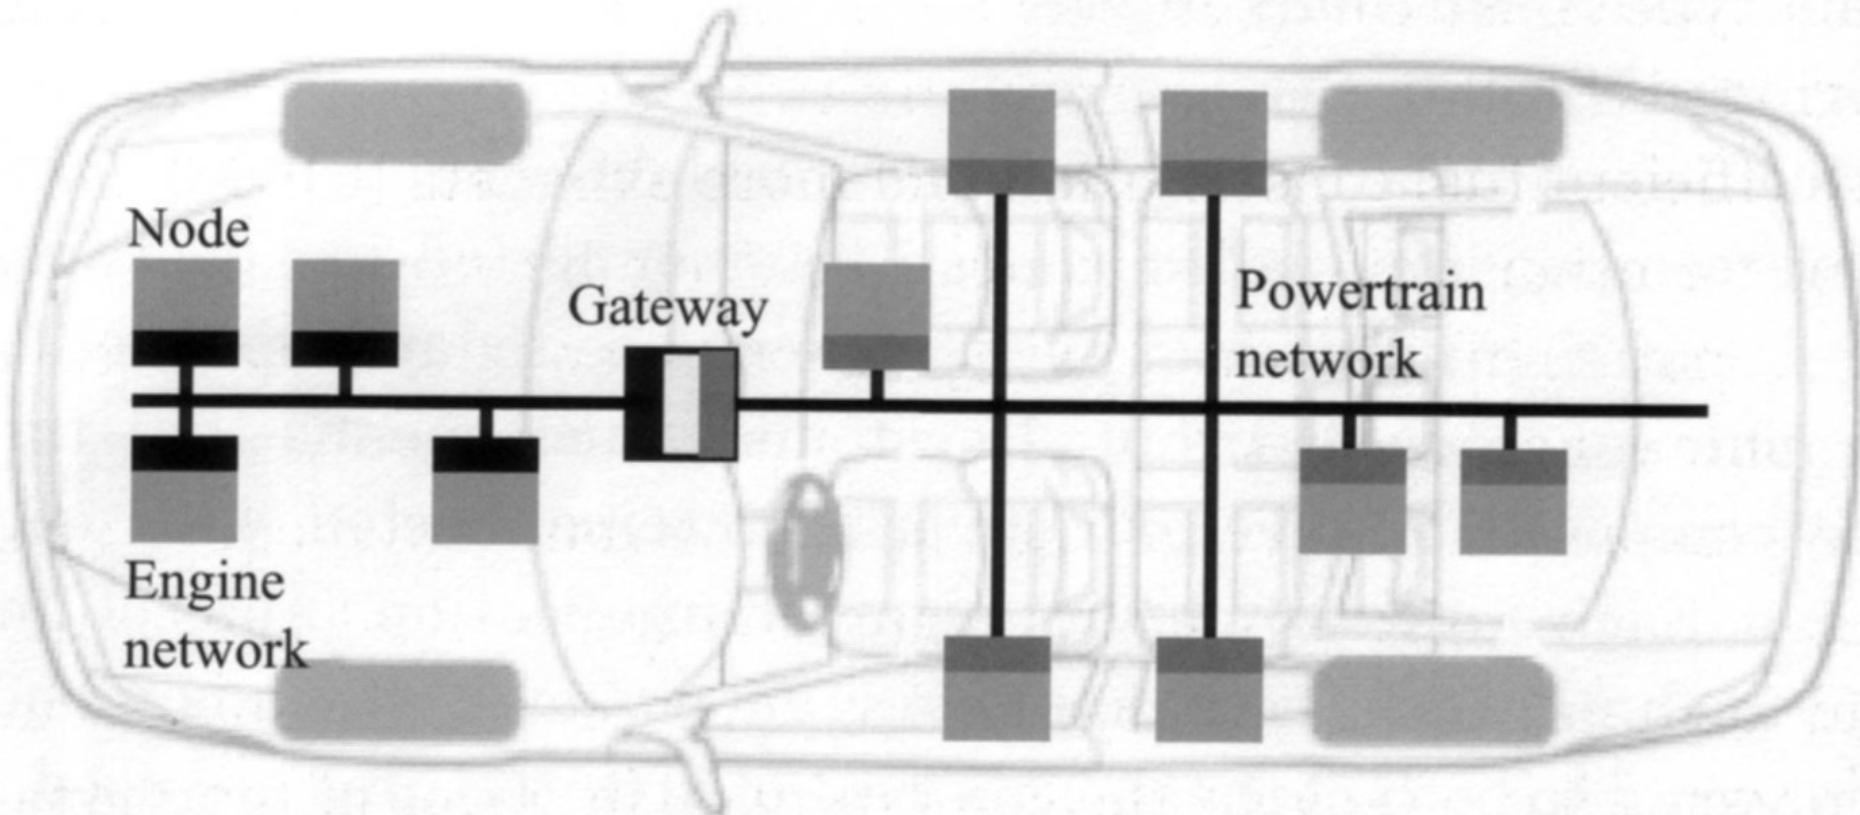 Node
Gateway
Powertrain
network
Engine
network